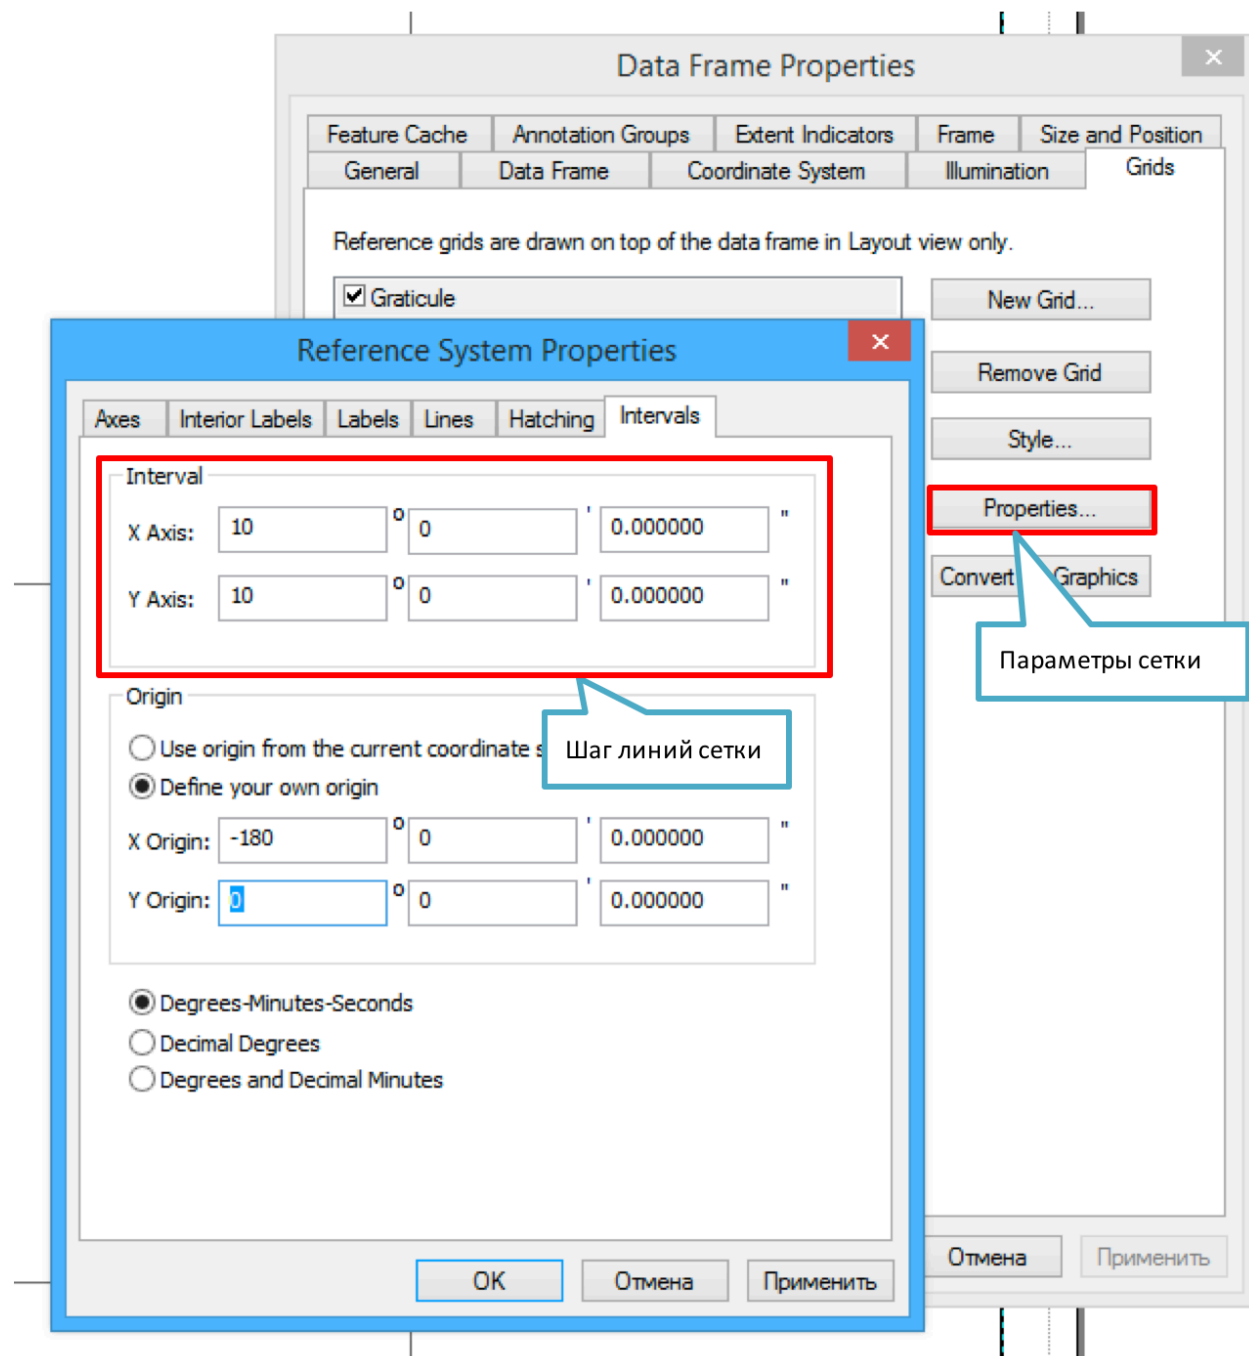 Data Frame Properties
Feature Cache Annotation Groups Extent Indicators Frame Size and Position
General Data Frame Coordinate System Illumination Grids
Reference grids are drawn on top of the data frame in Layout view only.
Graticule
New Grid...
Remove Grid
Style...
Properties...
Convert Graphics
Параметры сетки
Reference System Properties
Axes Interior Labels Labels Lines Hatching Intervals
Interval
X Axis: 10 ° 0 ' 0.000000 "
Y Axis: 10 ° 0 ' 0.000000 "
Шаг линий сетки
Origin
Use origin from the current coordinate
Define your own origin
X Origin: -180 ° 0 ' 0.000000 "
Y Origin: 0 ° 0 ' 0.000000 "
Degrees-Minutes-Seconds
Decimal Degrees
Degrees and Decimal Minutes
OK Отмена Применить
Отмена Применить